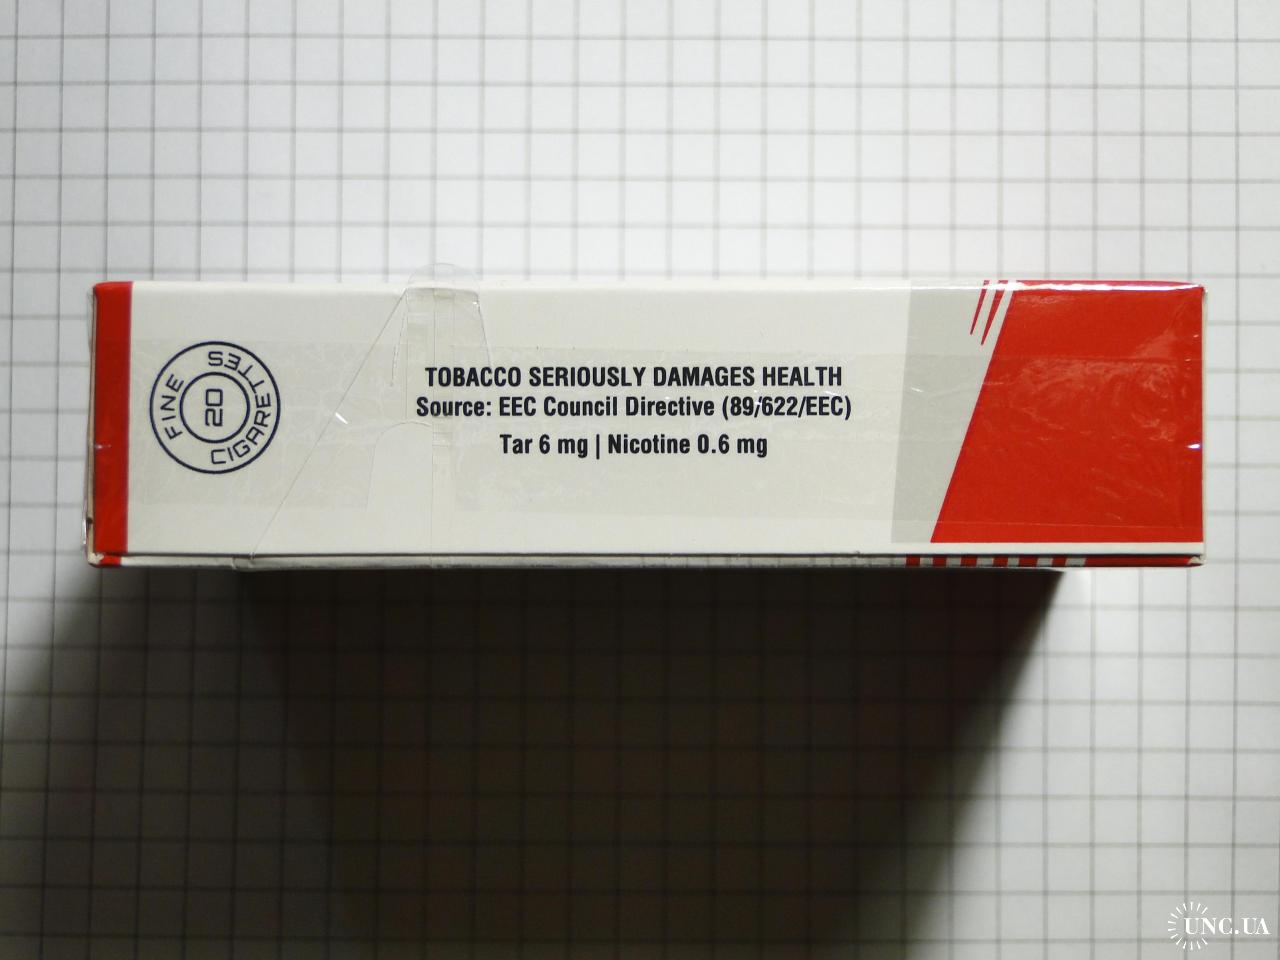 FINE CIGARETTES
20
TOBACCO SERIOUSLY DAMAGES HEALTH
Source: EEC Council Directive (89/622/EEC)
Tar 6 mg | Nicotine 0.6 mg
UNC.UA